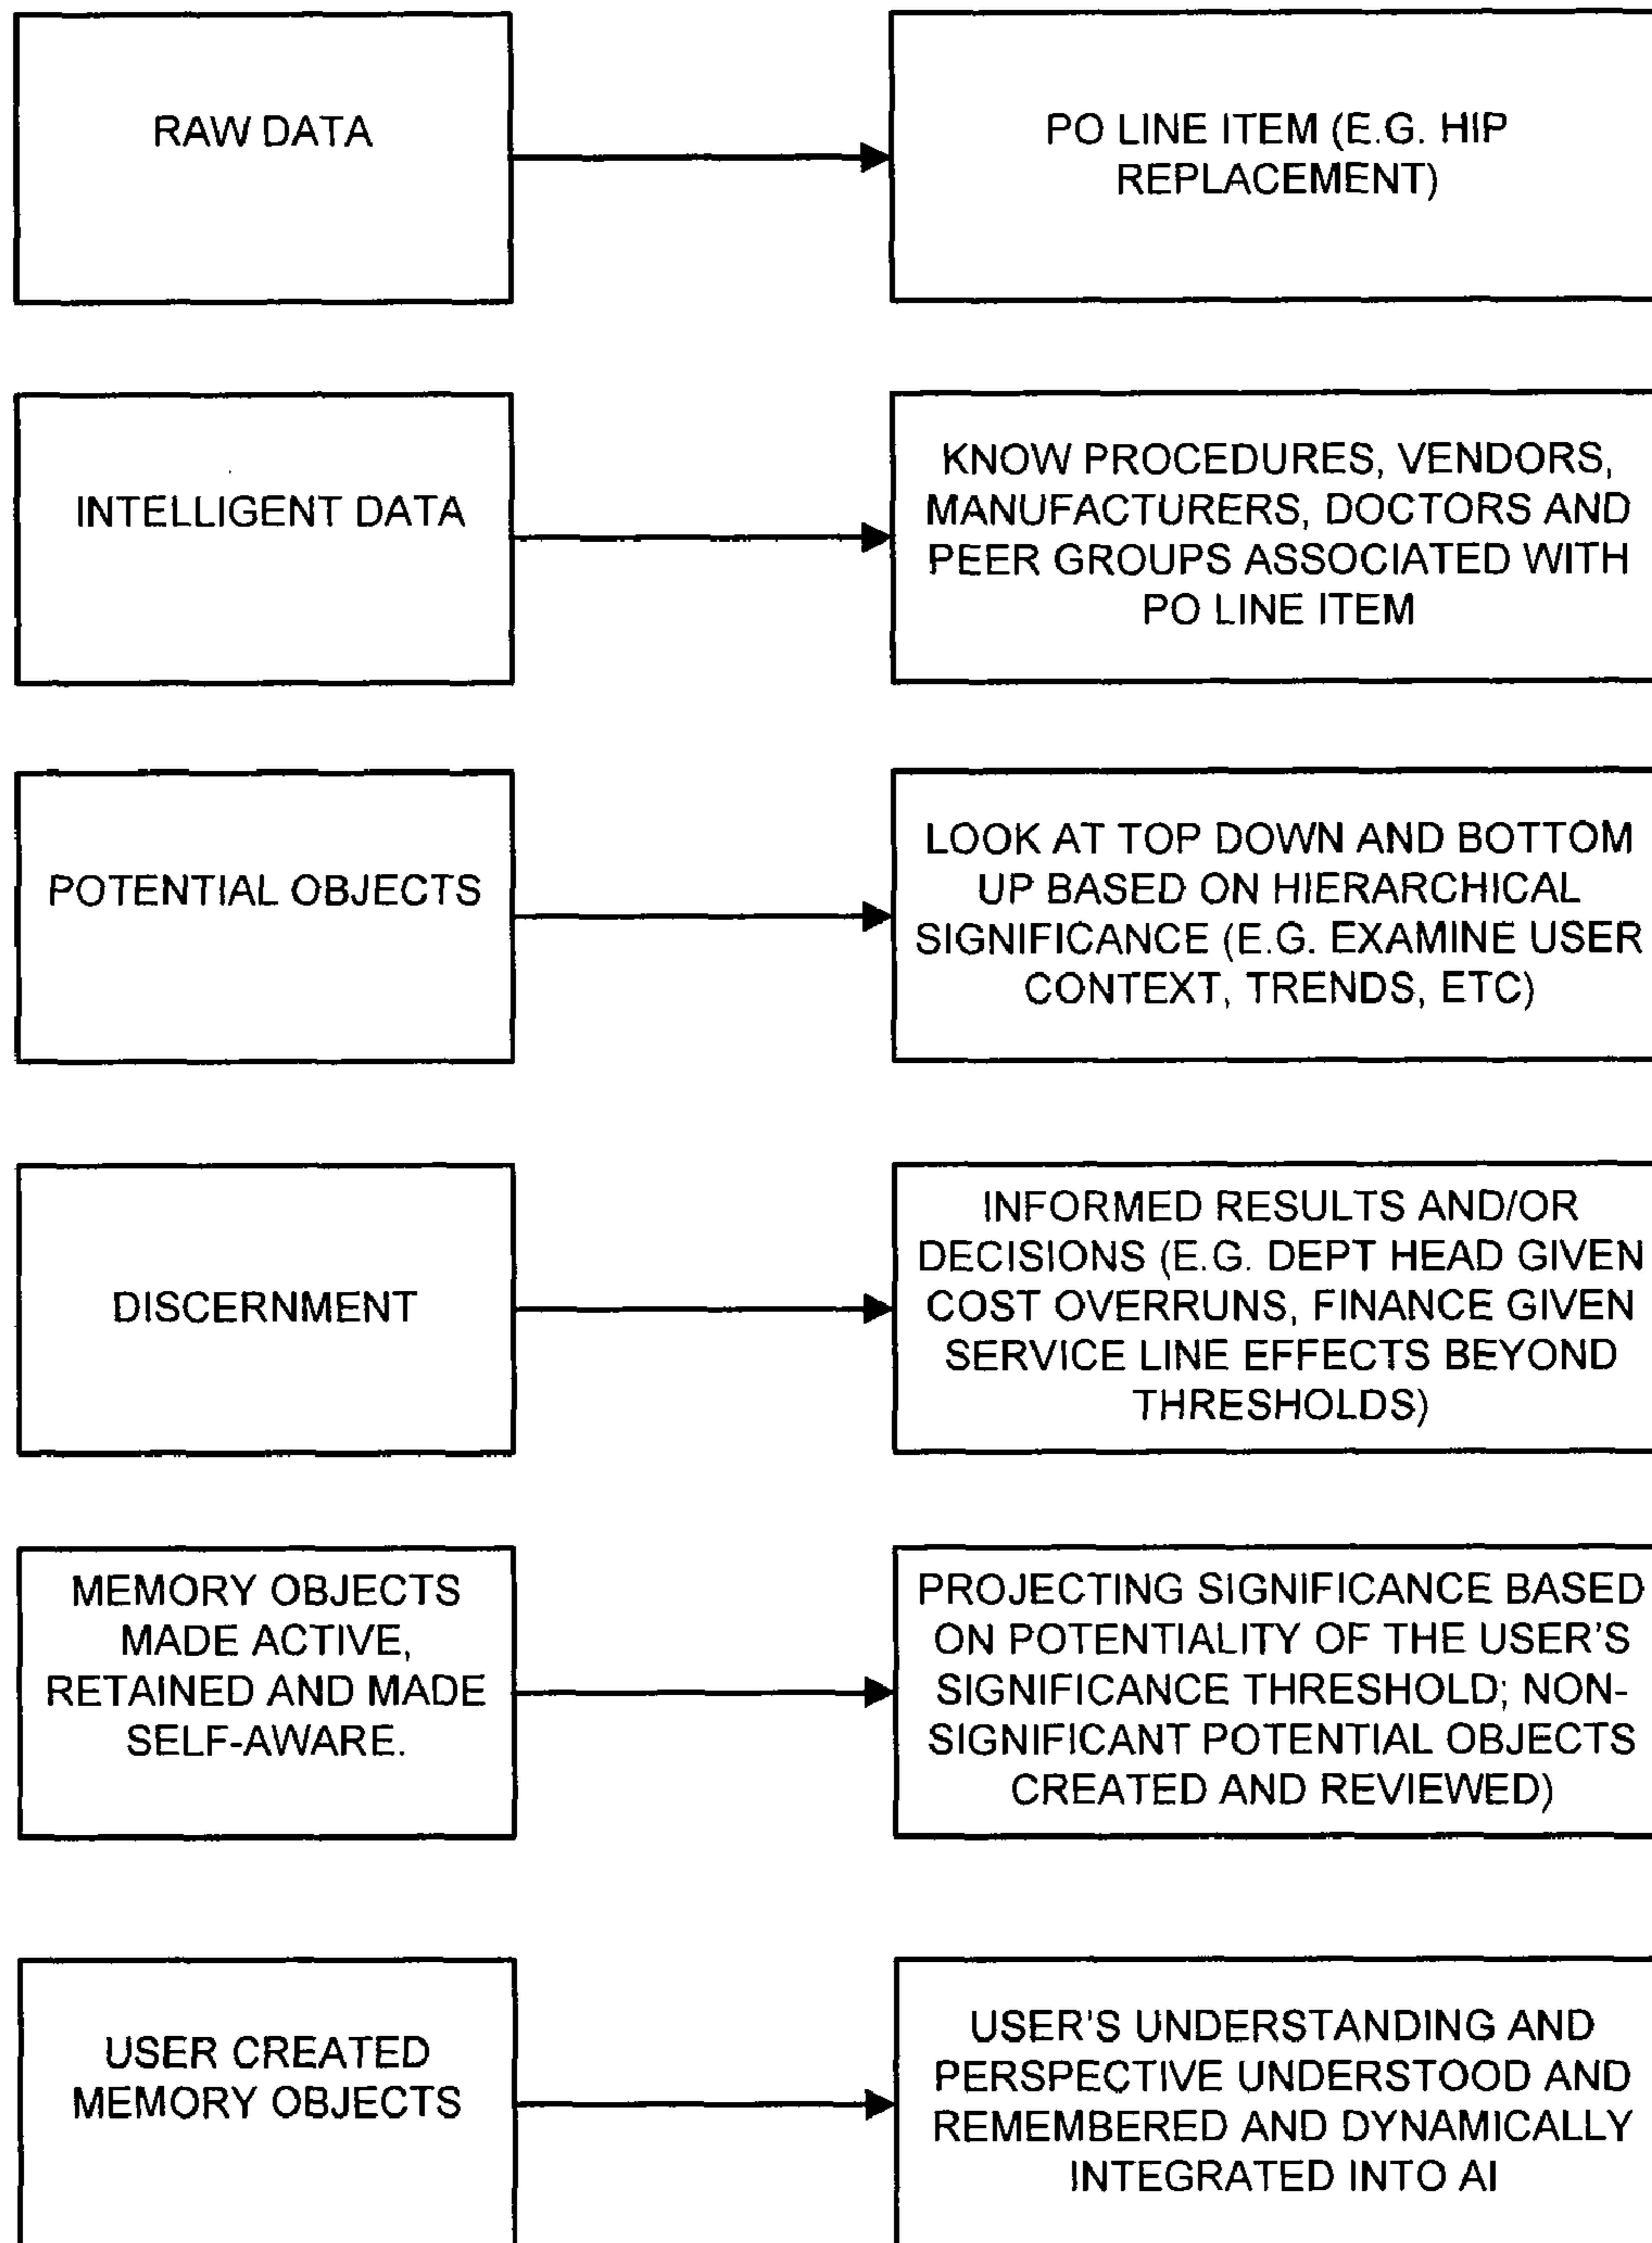 RAW DATA
PO LINE ITEM (E.G. HIP
REPLACEMENT)
INTELLIGENT DATA
KNOW PROCEDURES, VENDORS,
MANUFACTURERS, DOCTORS AND
PEER GROUPS ASSOCIATED WITH
PO LINE ITEM
POTENTIAL OBJECTS
LOOK AT TOP DOWN AND BOTTOM
UP BASED ON HIERARCHICAL
SIGNIFICANCE (E.G. EXAMINE USER
CONTEXT, TRENDS, ETC)
DISCERNMENT
INFORMED RESULTS AND/OR
DECISIONS (E.G. DEPT HEAD GIVEN
COST OVERRUNS, FINANCE GIVEN
SERVICE LINE EFFECTS BEYOND
THRESHOLDS)
MEMORY OBJECTS
MADE ACTIVE,
RETAINED AND MADE
SELF-AWARE.
PROJECTING SIGNIFICANCE BASED
ON POTENTIALITY OF THE USER'S
SIGNIFICANCE THRESHOLD; NON-
SIGNIFICANT POTENTIAL OBJECTS
CREATED AND REVIEWED)
USER CREATED
MEMORY OBJECTS
USER'S UNDERSTANDING AND
PERSPECTIVE UNDERSTOOD AND
REMEMBERED AND DYNAMICALLY
INTEGRATED INTO AI